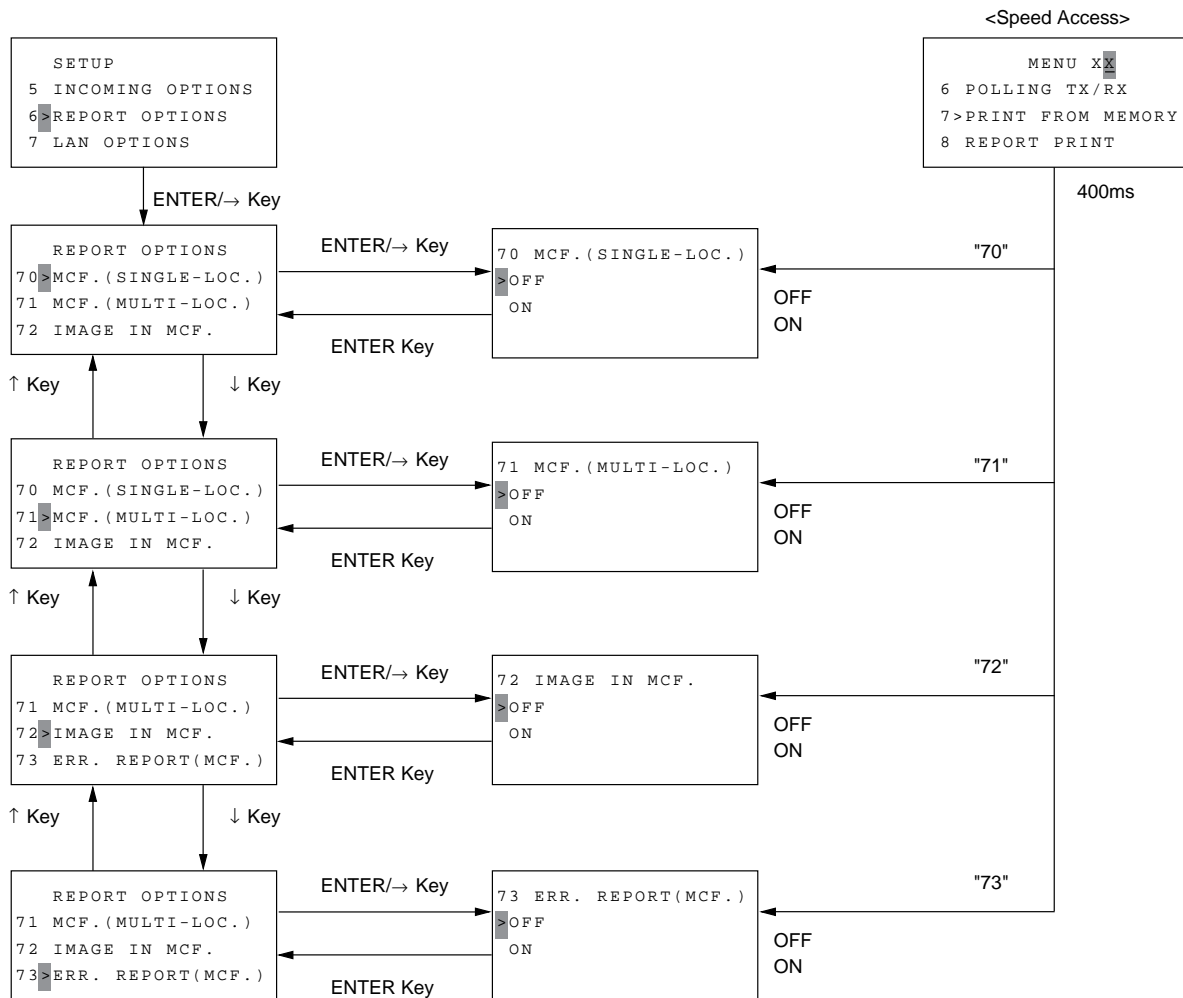 <Speed Access>
SETUP
5 INCOMING OPTIONS
6>REPORT OPTIONS
7 LAN OPTIONS
MENU XX
6 POLLING TX/RX
7>PRINT FROM MEMORY
8 REPORT PRINT
ENTER/→ Key
400ms
REPORT OPTIONS
70>MCF.(SINGLE-LOC.)
71 MCF.(MULTI-LOC.)
72 IMAGE IN MCF.
ENTER/→ Key
ENTER Key
70 MCF.(SINGLE-LOC.)
>OFF
ON
"70"
OFF
ON
↑ Key
↓ Key
REPORT OPTIONS
70 MCF.(SINGLE-LOC.)
71>MCF.(MULTI-LOC.)
72 IMAGE IN MCF.
ENTER/→ Key
ENTER Key
71 MCF.(MULTI-LOC.)
>OFF
ON
"71"
OFF
ON
↑ Key
↓ Key
REPORT OPTIONS
71 MCF.(MULTI-LOC.)
72>IMAGE IN MCF.
73 ERR. REPORT(MCF.)
ENTER/→ Key
ENTER Key
72 IMAGE IN MCF.
>OFF
ON
"72"
OFF
ON
↑ Key
↓ Key
REPORT OPTIONS
71 MCF.(MULTI-LOC.)
72 IMAGE IN MCF.
73>ERR. REPORT(MCF.)
ENTER/→ Key
ENTER Key
73 ERR. REPORT(MCF.)
>OFF
ON
"73"
OFF
ON